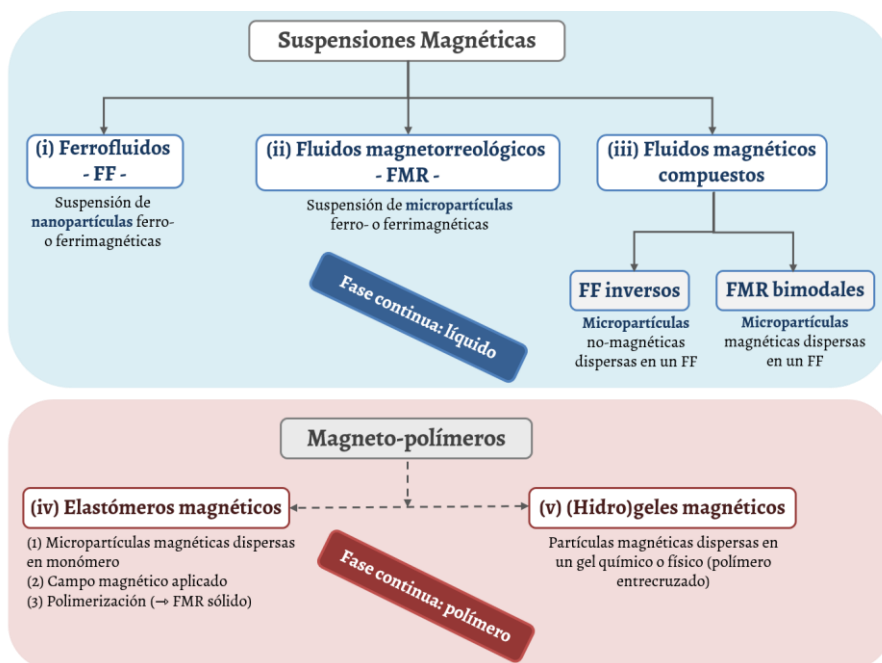 Suspensiones Magnéticas
(i) Ferrofluidos
- FF -
Suspensión de
nanopartículas ferro-
o ferrimagnéticas
(ii) Fluidos magnetorreológicos
- FMR -
Suspensión de micropartículas
ferro- o ferrimagnéticas
(iii) Fluidos magnéticos
compuestos
FF inversos
Micropartículas
no-magnéticas
dispersas en un FF
FMR bimodales
Micropartículas
magnéticas dispersas
en un FF
Fase continua: líquido
Magneto-polímeros
(iv) Elastómeros magnéticos
(1) Micropartículas magnéticas dispersas
en monómero
(2) Campo magnético aplicado
(3) Polimerización (→ FMR sólido)
(v) (Hidro)geles magnéticos
Partículas magnéticas dispersas en
un gel químico o físico (polímero
entrecruzado)
Fase continua: polímero